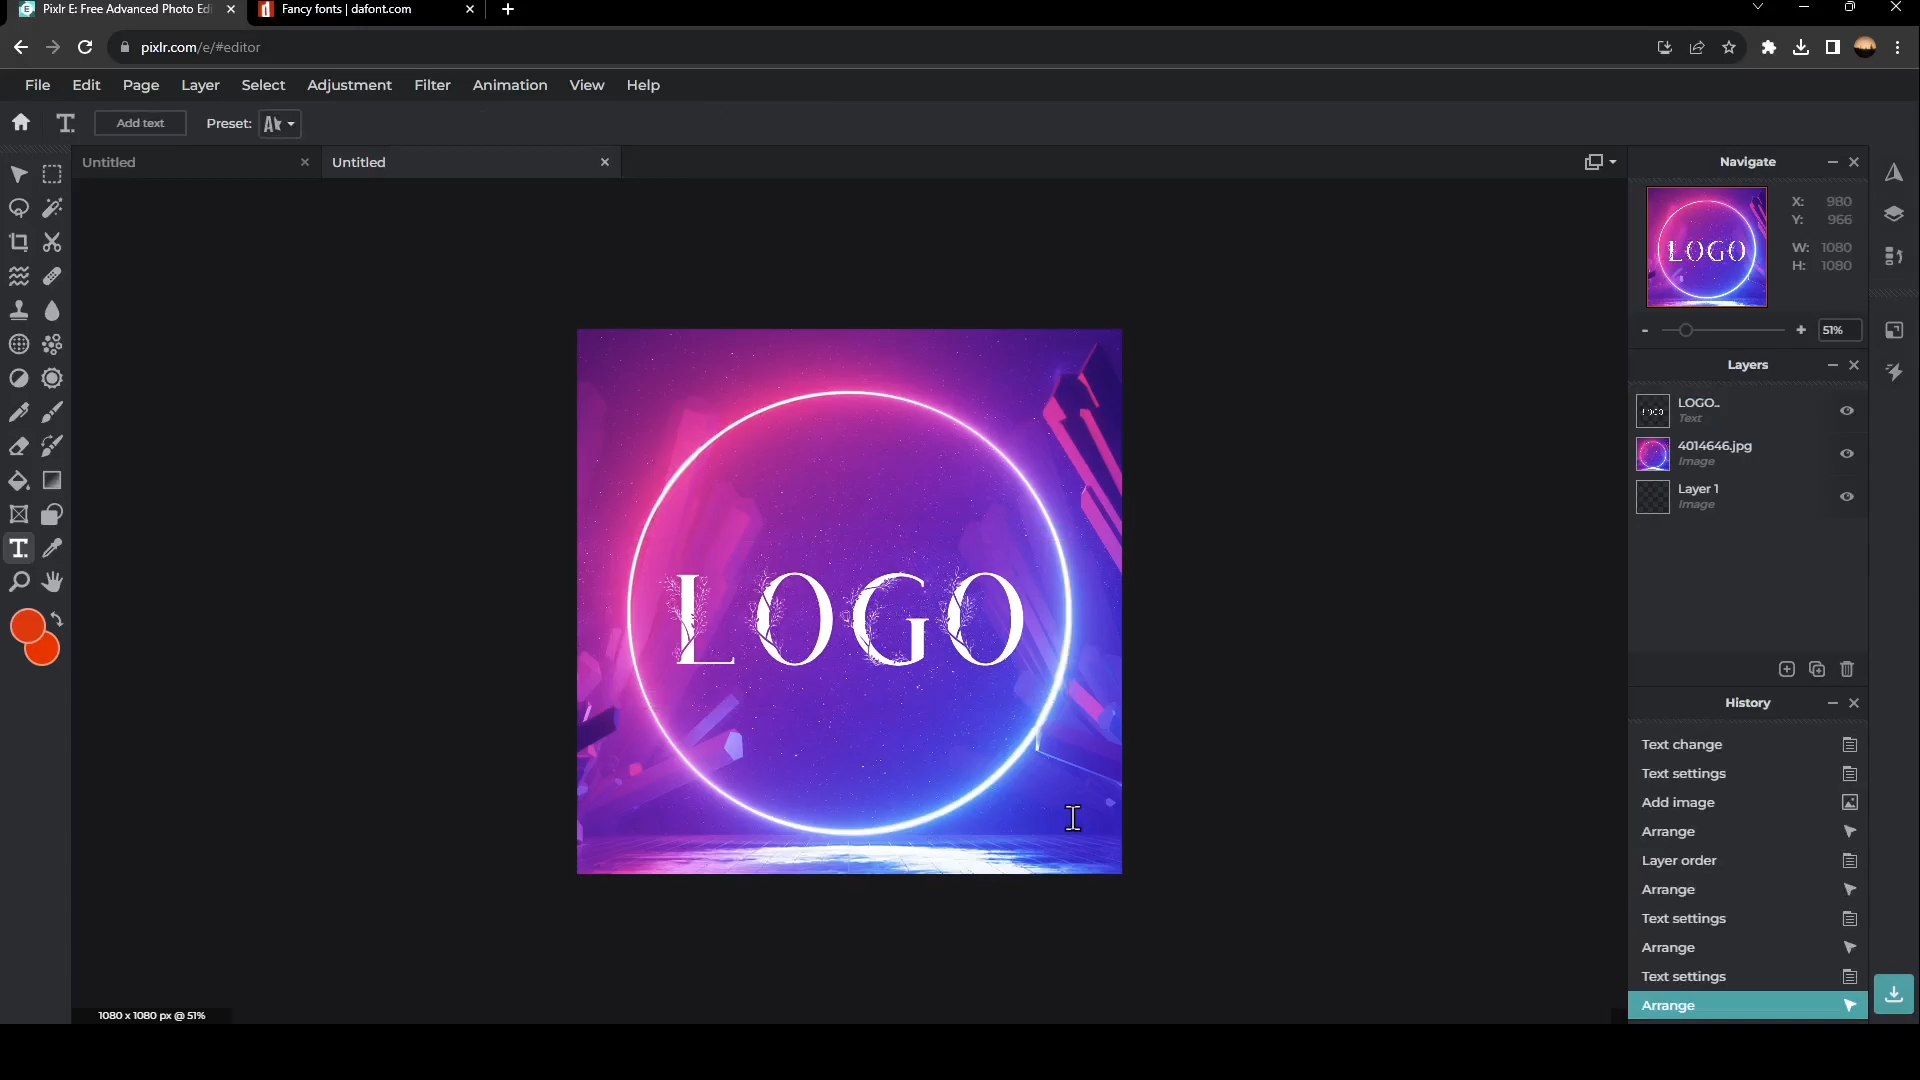 Pixlr E: Free Advanced Photo Edi
Fancy fonts | dafont.com
pixlr.com/e/#editor
File Edit Page Layer Select Adjustment Filter Animation View Help
Add text Preset:
Untitled Untitled
Navigate
X: 980
Y: 966
W: 1080
H: 1080
LOGO
- + 51%
Layers
LOGO..
Text
4014646.jpg
Image
Layer 1
Image
LOGO
History
Text change
Text settings
Add image
Arrange
Layer order
Arrange
Text settings
Arrange
Text settings
Arrange
1080 x 1080 px @ 51%